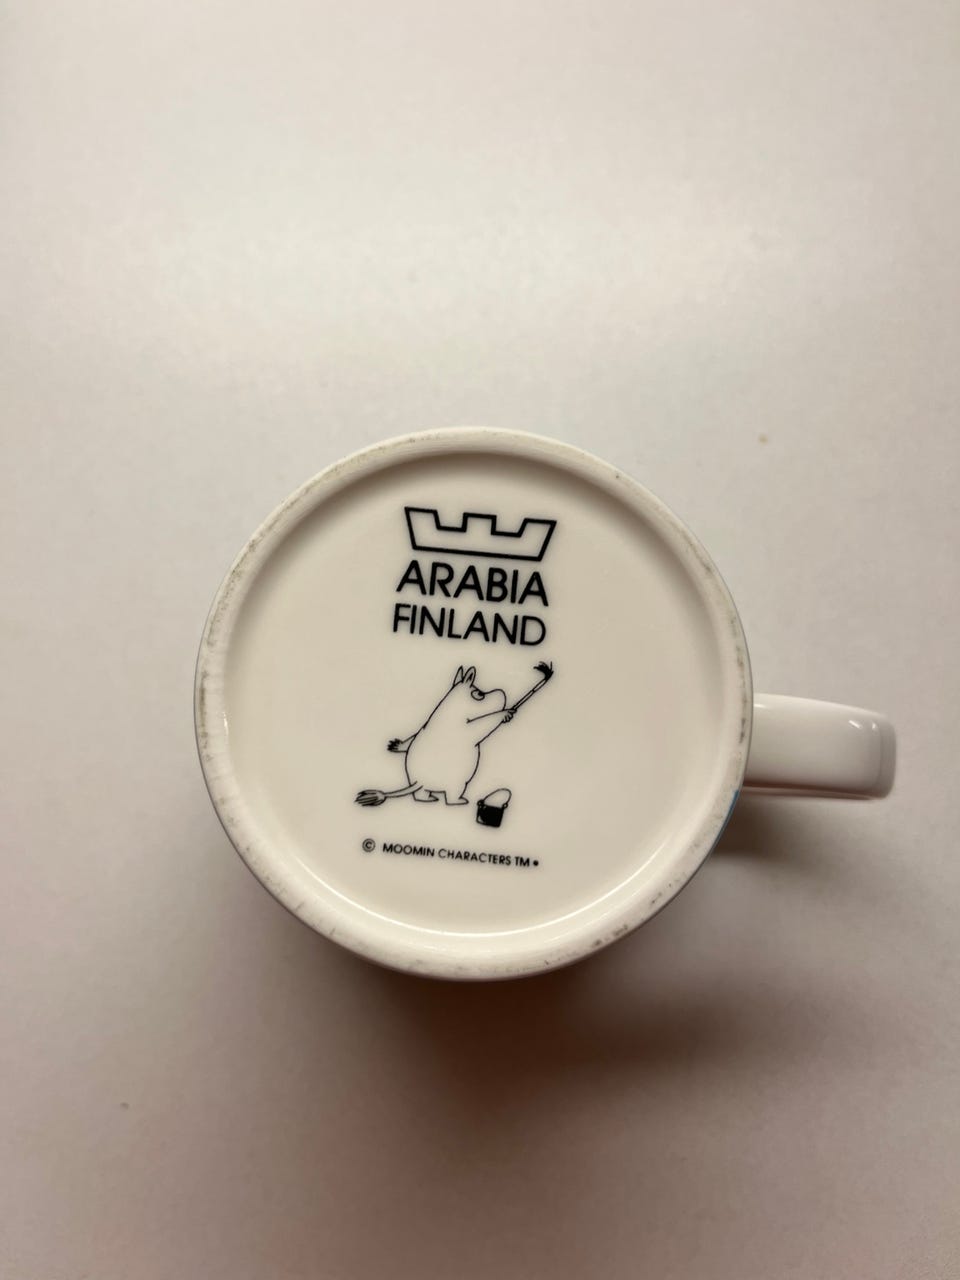 ARABIA
FINLAND
© MOOMIN CHARACTERS TM •